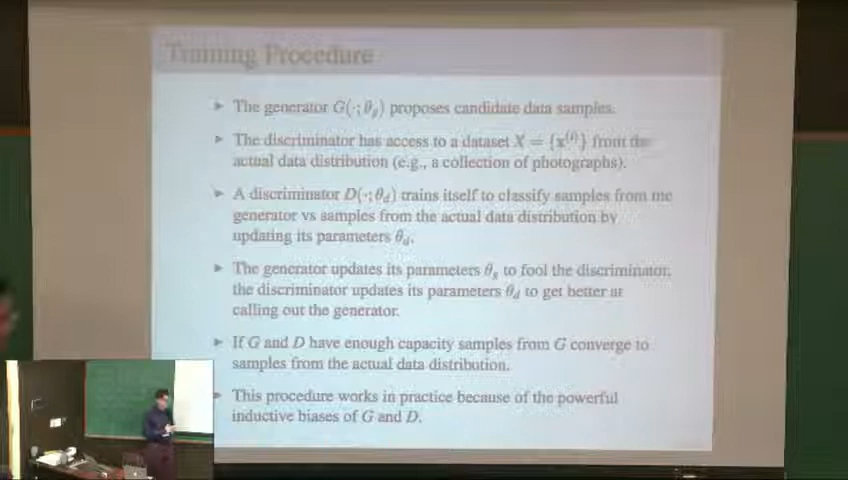 Training Procedure
▶ The generator G(·; θg) proposes candidate data samples.
▶ The discriminator has access to a dataset X = {x(i)} from the
actual data distribution (e.g., a collection of photographs).
▶ A discriminator D(·; θd) trains itself to classify samples from the
generator vs samples from the actual data distribution by
updating its parameters θd.
▶ The generator updates its parameters θg to fool the discriminator,
the discriminator updates its parameters θd to get better at
calling out the generator.
▶ If G and D have enough capacity samples from G converge to
samples from the actual data distribution.
▶ This procedure works in practice because of the powerful
inductive biases of G and D.